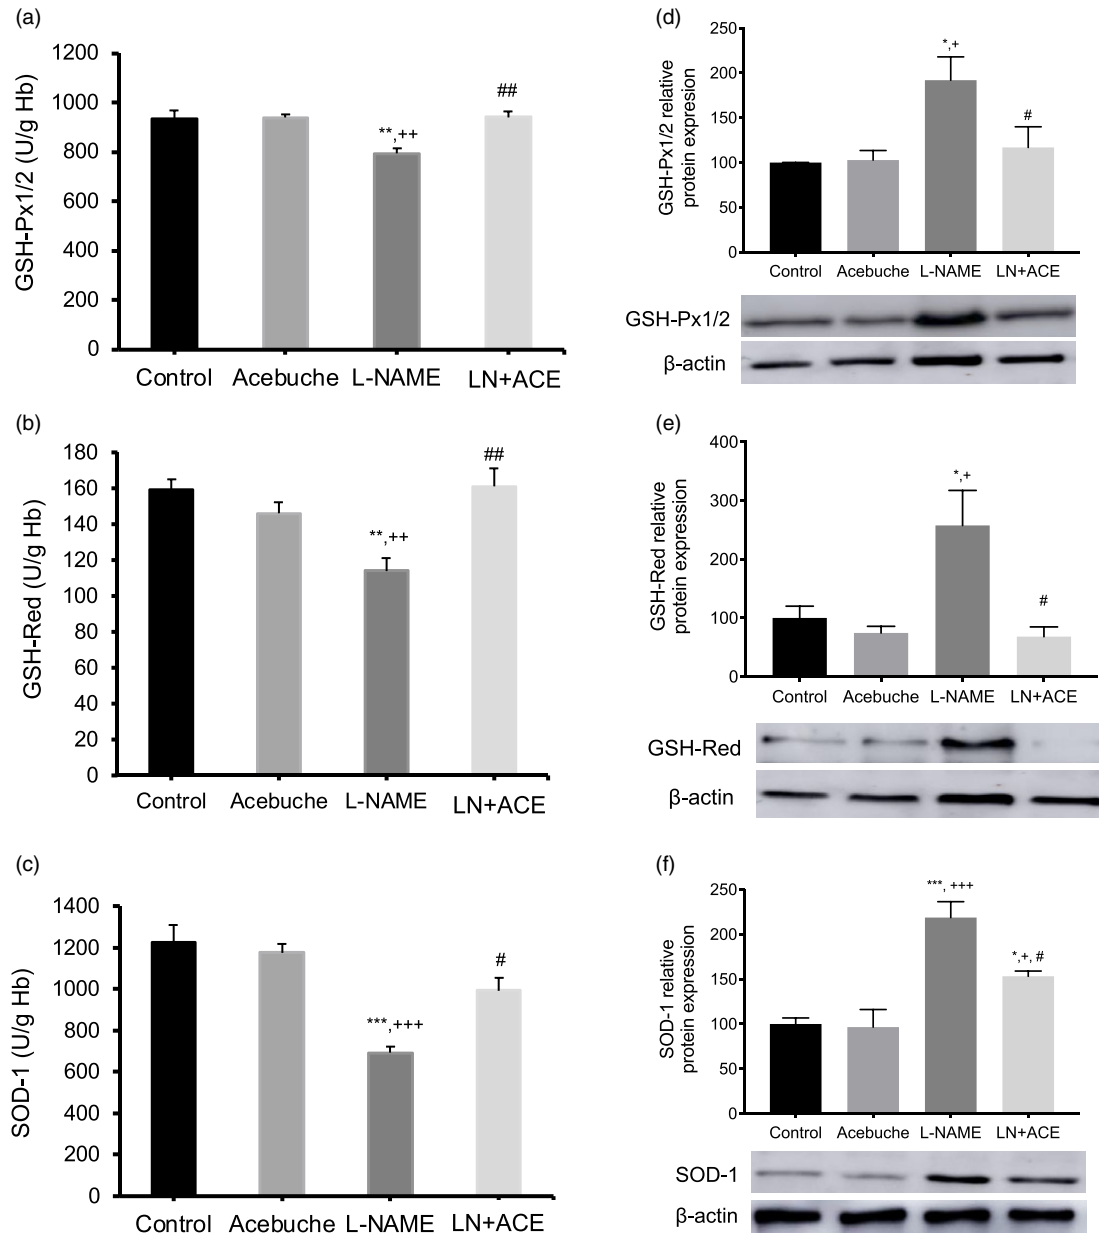 (a)
GSH-Px1/2 (U/g Hb)
1200
1000
800
600
400
200
0
##
**,++
Control Acebuche L-NAME LN+ACE
(b)
GSH-Red (U/g Hb)
180
160
140
120
100
80
60
40
20
0
##
**,++
Control Acebuche L-NAME LN+ACE
(c)
SOD-1 (U/g Hb)
1400
1200
1000
800
600
400
200
0
#
***,+++
Control Acebuche L-NAME LN+ACE
(d)
GSH-Px1/2 relative
protein expresion
250
200
150
100
50
0
*,+
#
Control Acebuche L-NAME LN+ACE
GSH-Px1/2
β-actin
(e)
GSH-Red relative
protein expression
400
300
200
100
0
*,+
#
Control Acebuche L-NAME LN+ACE
GSH-Red
β-actin
(f)
SOD-1 relative
protein expression
250
200
150
100
50
0
***, +++
*,+, #
Control Acebuche L-NAME LN+ACE
SOD-1
β-actin